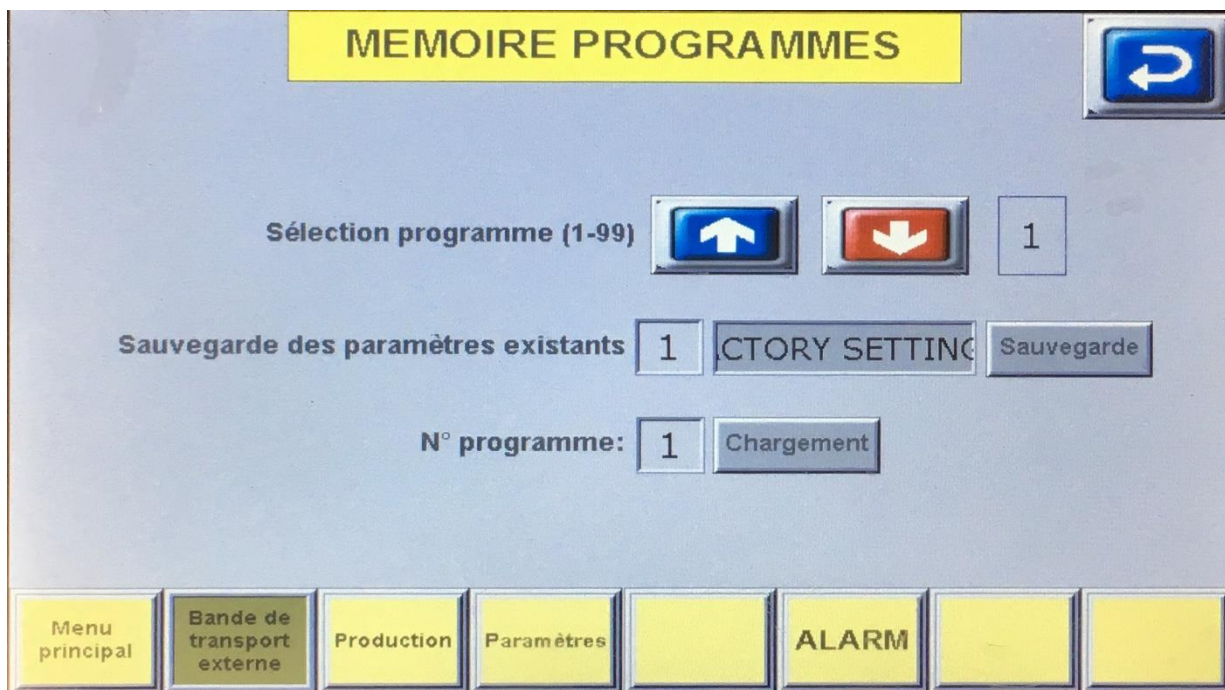 MEMOIRE PROGRAMMES
Sélection programme (1-99) 1
Sauvegarde des paramètres existants 1 CTORY SETTING Sauvegarde
N° programme: 1 Chargement
Menu
principal
Bande de
transport
externe
Production
Paramètres
ALARM